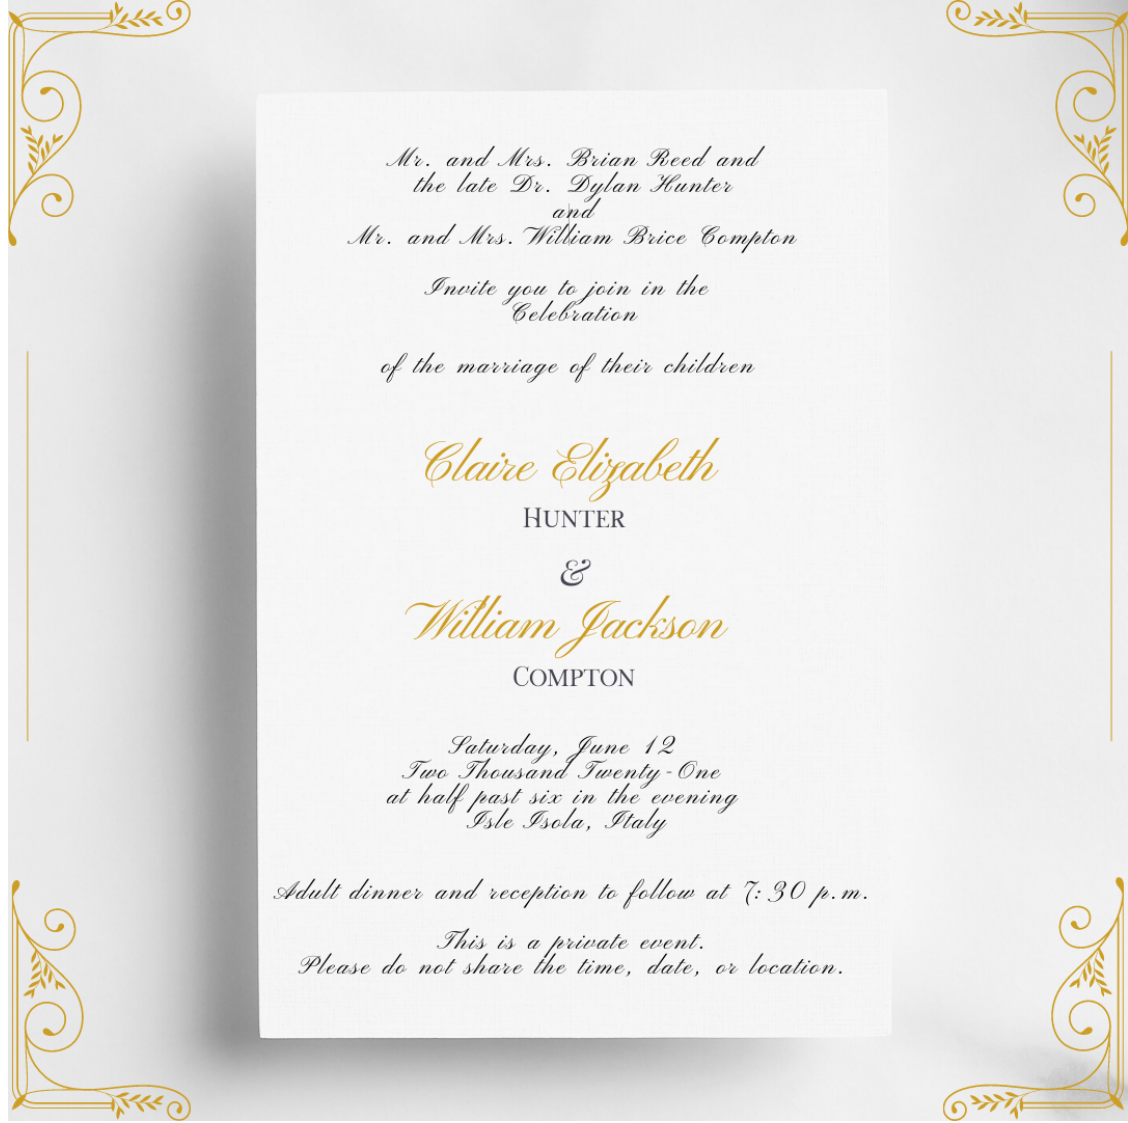 Mr. and Mrs. Brian Reed and
the late Dr. Dylan Hunter
and
Mr. and Mrs. William Brice Compton
Invite you to join in the
Celebration
of the marriage of their children
Claire Elizabeth
HUNTER
&
William Jackson
COMPTON
Saturday, June 12
Two Thousand Twenty-One
at half past six in the evening
Isle Isola, Italy
Adult dinner and reception to follow at 7:30 p.m.
This is a private event.
Please do not share the time, date, or location.